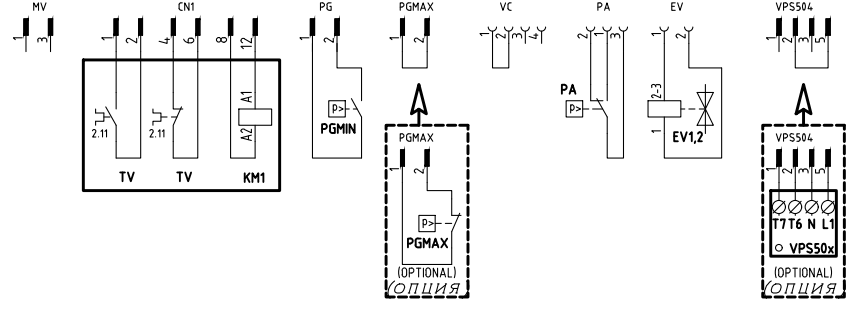 MV CN1 PG PGMAX VC PA EV VPS504
1 3 1 2 4 6 8 12 1 2 1 2 1 2 3 4 2 1 3 1 2 1 2 3 5
2.11 2.11 A1 A2 P> PGMIN PA P> 2-3 1 EV1,2
TV TV KM1
PGMAX VPS504
1 2 1 2 3 5
P> T7 T6 N L1
PGMAX VPS50x
(OPTIONAL) (OPTIONAL)
(ОПЦИЯ (ОПЦИЯ